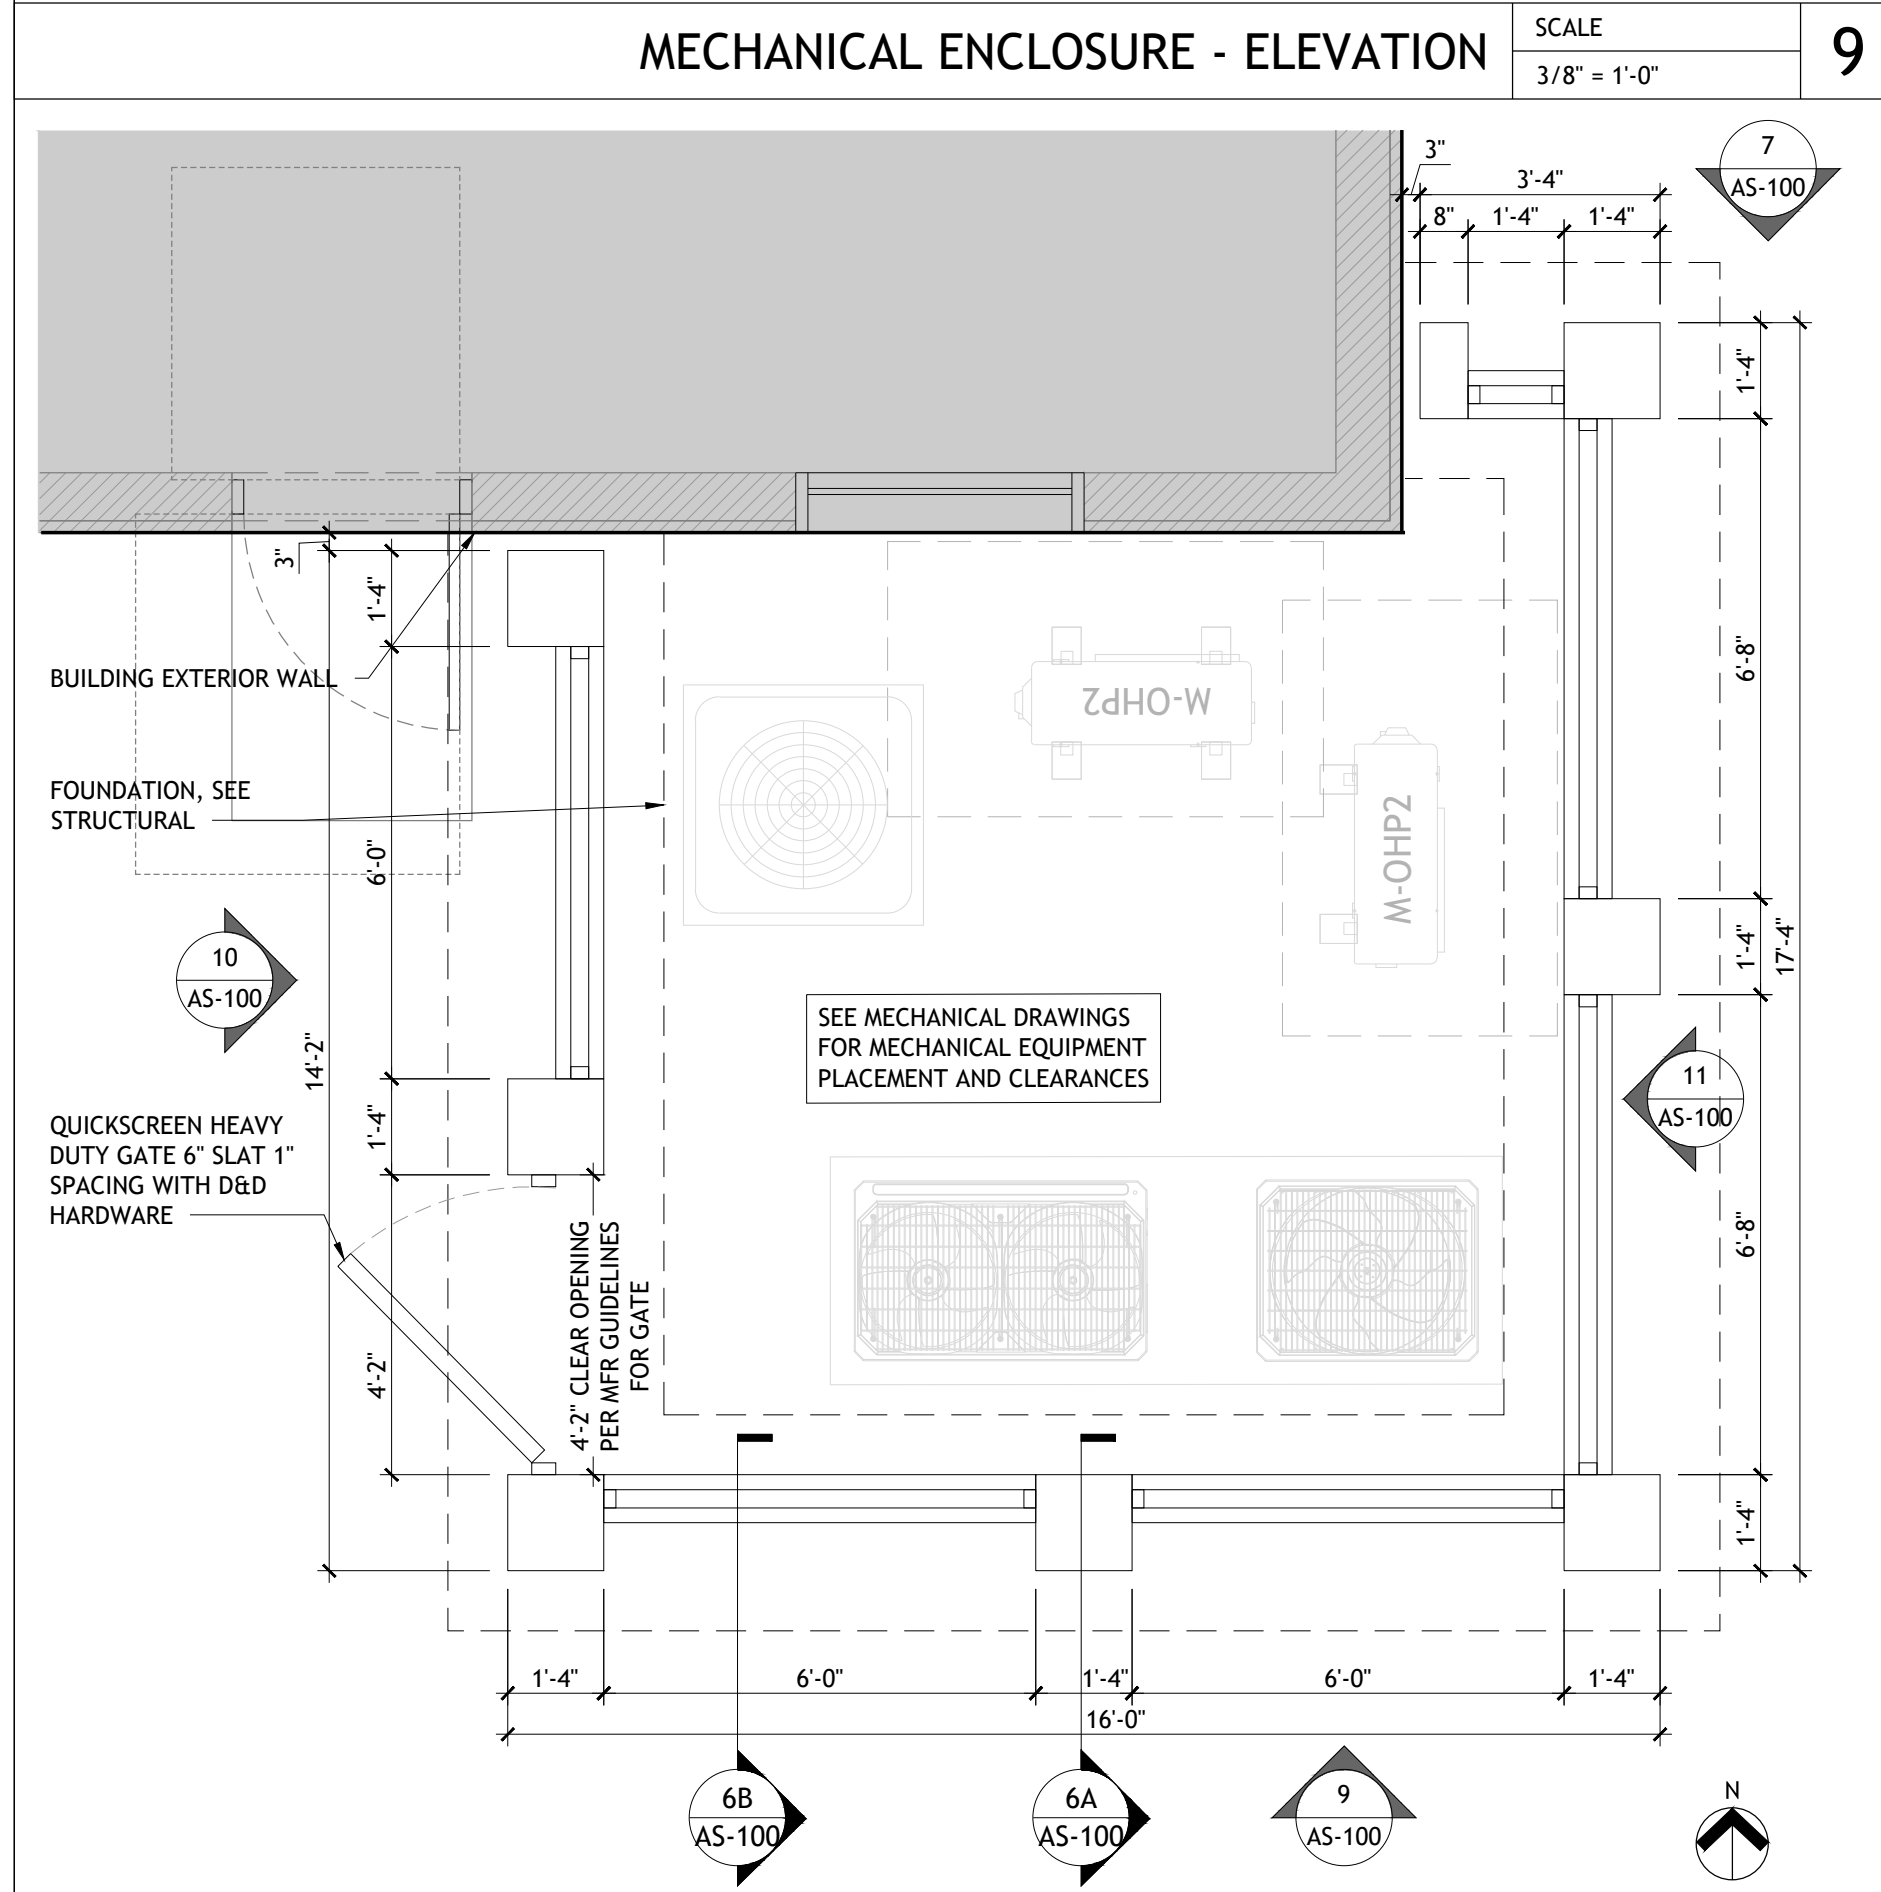 MECHANICAL ENCLOSURE - ELEVATION
SCALE
3/8" = 1'-0"
9
3"
3'-4"
8"
1'-4"
1'-4"
7
AS-100
3"
1'-4"
1'-4"
BUILDING EXTERIOR WALL
M-OHP2
6'-8"
FOUNDATION, SEE
STRUCTURAL
M-OHP2
6'-0"
1'-4"
17'-4"
10
AS-100
SEE MECHANICAL DRAWINGS
FOR MECHANICAL EQUIPMENT
PLACEMENT AND CLEARANCES
14'-2"
11
AS-100
QUICKSCREEN HEAVY
DUTY GATE 6" SLAT 1"
SPACING WITH D&D
HARDWARE
1'-4"
6'-8"
4'-2"
4'-2" CLEAR OPENING
PER MFR GUIDELINES
FOR GATE
1'-4"
1'-4"
6'-0"
1'-4"
6'-0"
1'-4"
16'-0"
6B
AS-100
6A
AS-100
9
AS-100
N